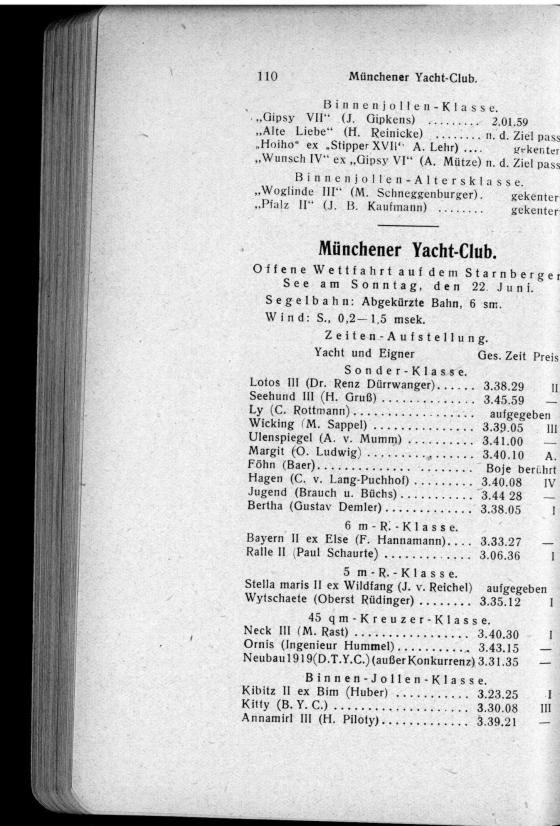 110 Münchener Yacht-Club.
Binnenjollen-Klasse.
„Gipsy VII“ (J. Gipkens) ......... 2.01.59
„Alte Liebe“ (H. Reinicke) ........ n. d. Ziel pass
„Hoiho“ ex „Stipper XVII“ A. Lehr) .... gekenter
„Wunsch IV“ ex „Gipsy VI“ (A. Mütze) n. d. Ziel pass
Binnenjollen-Altersklasse.
„Woglinde III“ (M. Schneggenburger). gekenter
„Pfalz II“ (J. B. Kaufmann) ........ gekenter
Münchener Yacht-Club.
Offene Wettfahrt auf dem Starnberger
See am Sonntag, den 22. Juni.
Segelbahn: Abgekürzte Bahn, 6 sm.
Wind: S., 0,2—1,5 msek.
Zeiten-Aufstellung.
Yacht und Eigner Ges. Zeit Preis
Sonder-Klasse.
Lotos III (Dr. Renz Dürrwanger)...... 3.38.29 II
Seehund III (H. Gruß) .............. 3.45.59 —
Ly (C. Rottmann) .................. aufgegeben
Wicking (M. Sappel) ............... 3.39.05 III
Ulenspiegel (A. v. Mumm) .......... 3.41.00 —
Margit (O. Ludwig) ................ 3.40.10 A.
Föhn (Baer)....................... Boje berührt
Hagen (C. v. Lang-Puchhof) ......... 3.40.08 IV
Jugend (Brauch u. Büchs)........... 3.44 28 —
Bertha (Gustav Demler)............. 3.38.05 I
6 m-R.-Klasse.
Bayern II ex Else (F. Hannamann).... 3.33.27 —
Ralle II (Paul Schaurte) ............. 3.06.36 I
5 m-R.-Klasse.
Stella maris II ex Wildfang (J. v. Reichel) aufgegeben
Wytschaete (Oberst Rüdinger) ........ 3.35.12 I
45 qm-Kreuzer-Klasse.
Neck III (M. Rast) ................. 3.40.30 I
Ornis (Ingenieur Hummel)........... 3.43.15 —
Neubau1919(D.T.Y.C.)(außer Konkurrenz) 3.31.35 —
Binnen-Jollen-Klasse.
Kibitz II ex Bim (Huber) ........... 3.23.25 I
Kitty (B. Y. C.) .................... 3.30.08 III
Annamirl III (H. Piloty)............. 3.39.21 —